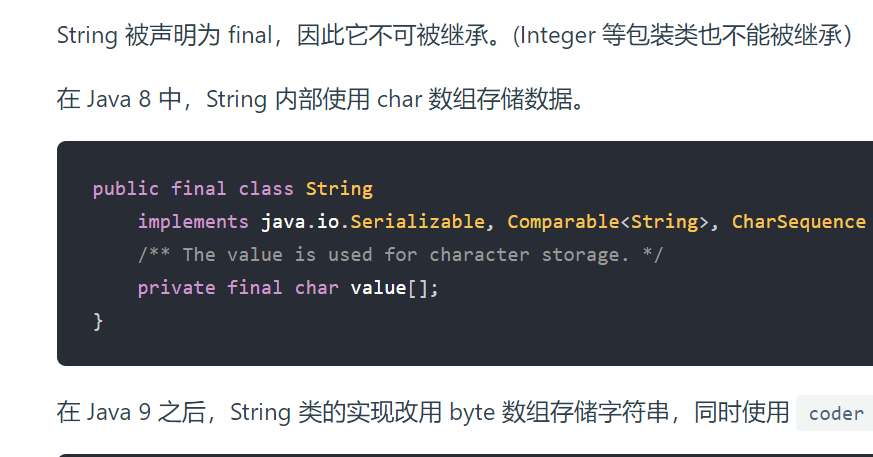 String 被声明为 final，因此它不可被继承。(Integer 等包装类也不能被继承）
在 Java 8 中，String 内部使用 char 数组存储数据。
public final class String
implements java.io.Serializable, Comparable<String>, CharSequence
/** The value is used for character storage. */
private final char value[];
}
在 Java 9 之后，String 类的实现改用 byte 数组存储字符串，同时使用 coder